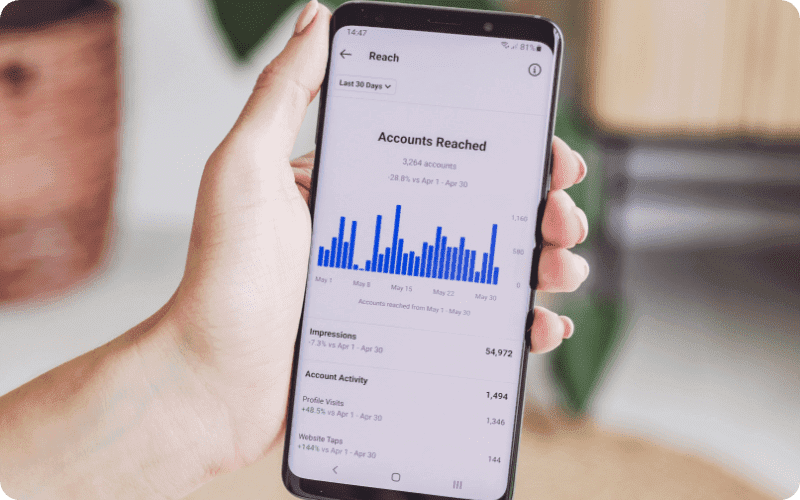 14:47 81%
Reach
Last 30 Days
Accounts Reached
3,264 accounts
-28.8% vs Apr 1 - Apr 30
1,160
580
0
May 1 May 8 May 15 May 22 May 30
Accounts reached from May 1 - May 30
Impressions 54,972
-7.3% vs Apr 1 - Apr 30
Account Activity 1,494
Profile Visits 1,346
+48.5% vs Apr 1 - Apr 30
Website Taps 144
+144% vs Apr 1 - Apr 30